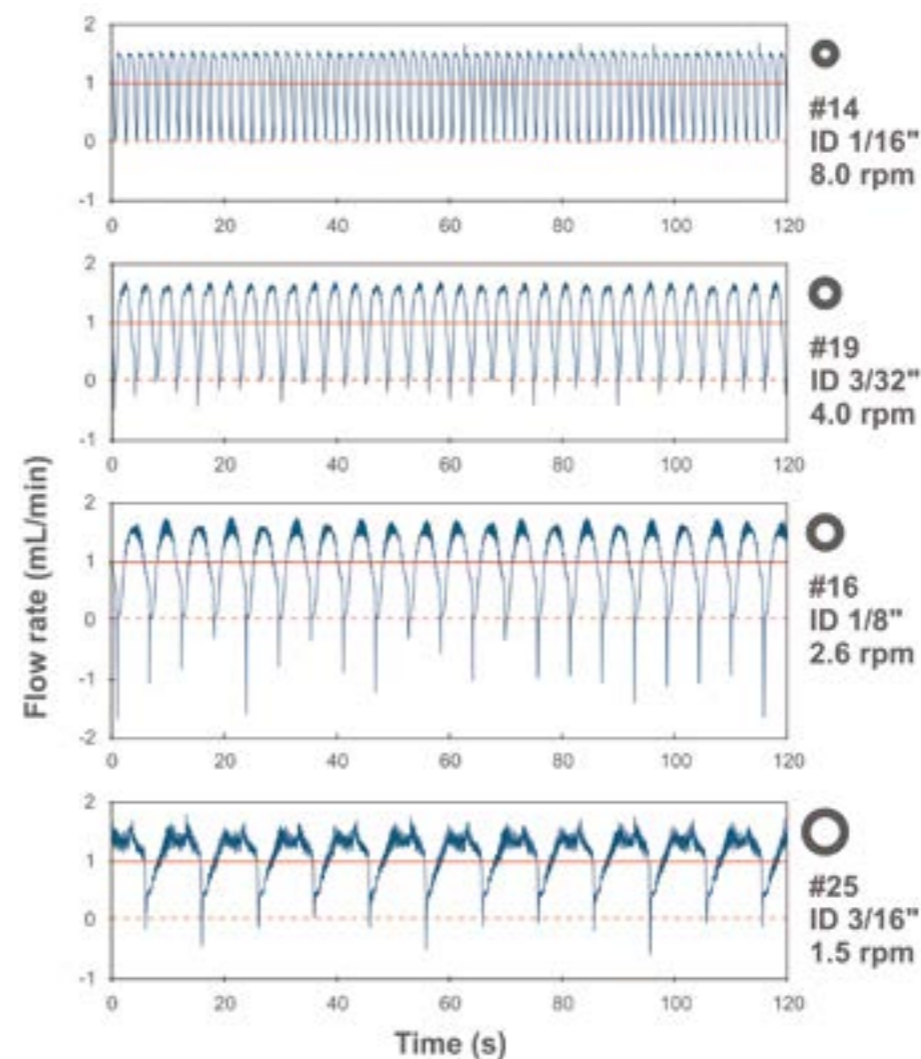 2
1
0
-1
0 20 40 60 80 100 120
#14
ID 1/16"
8.0 rpm
2
1
0
-1
0 20 40 60 80 100 120
#19
ID 3/32"
4.0 rpm
Flow rate (mL/min)
2
1
0
-1
-2
0 20 40 60 80 100 120
#16
ID 1/8"
2.6 rpm
2
1
0
-1
0 20 40 60 80 100 120
#25
ID 3/16"
1.5 rpm
Time (s)